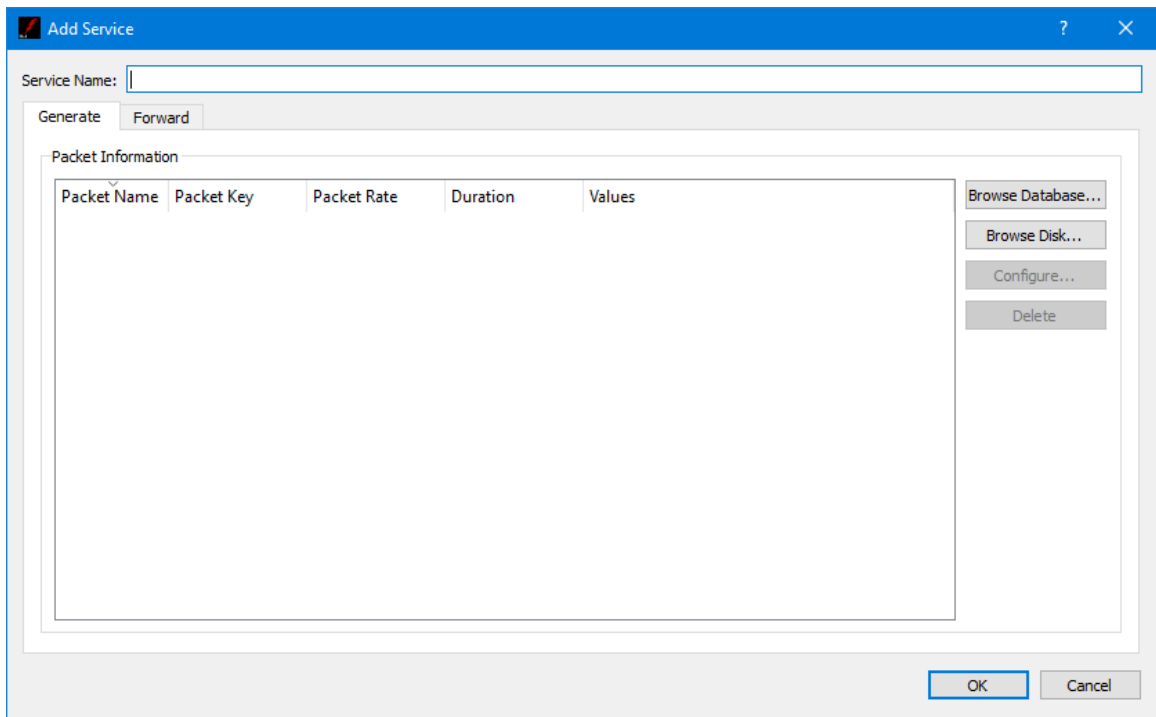 Add Service
Service Name:
Generate Forward
Packet Information
Packet Name Packet Key Packet Rate Duration Values
Browse Database...
Browse Disk...
Configure...
Delete
OK Cancel